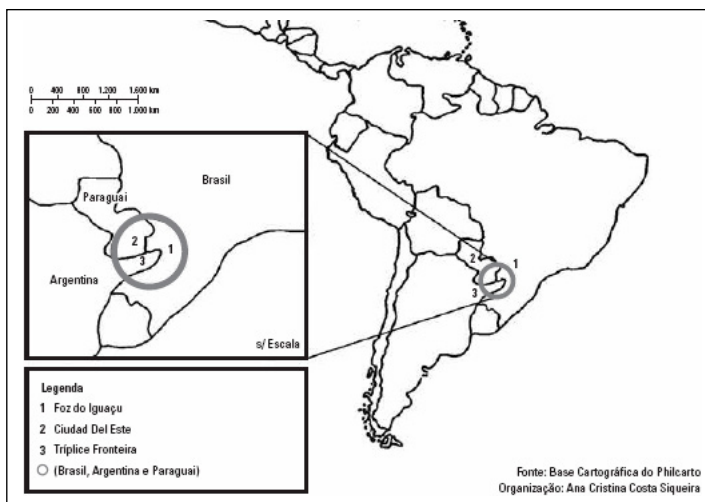 0 400 800 1.200 1.600 km
0 200 400 600 800 1.000 km
Paraguai
Brasil
2
1
3
Argentina
s/ Escala
2
1
3
Legenda
1 Foz do Iguaçu
2 Ciudad Del Este
3 Tríplice Fronteira
(Brasil, Argentina e Paraguai)
Fonte: Base Cartográfica do Philcarto
Organização: Ana Cristina Costa Siqueira